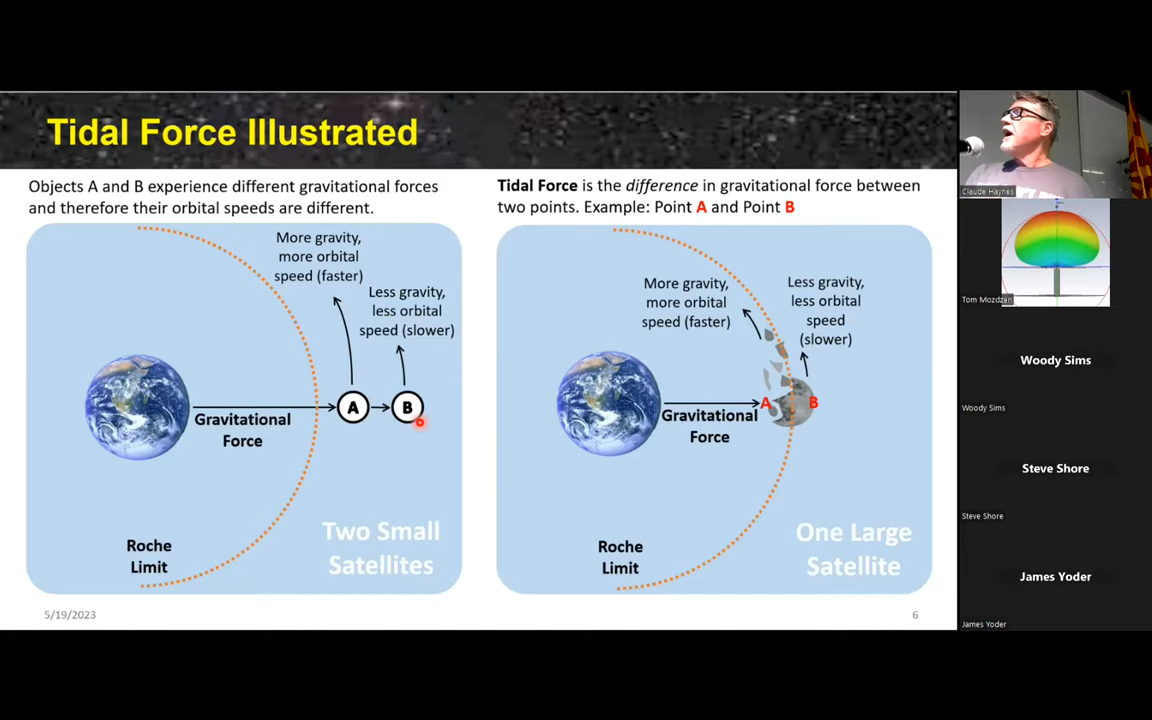 Tidal Force Illustrated
Objects A and B experience different gravitational forces
and therefore their orbital speeds are different.
More gravity,
more orbital
speed (faster)
Less gravity,
less orbital
speed (slower)
A
B
Gravitational
Force
Roche
Limit
Two Small
Satellites
Tidal Force is the difference in gravitational force between
two points. Example: Point A and Point B
More gravity,
more orbital
speed (faster)
Less gravity,
less orbital
speed
(slower)
A
B
Gravitational
Force
Roche
Limit
One Large
Satellite
5/19/2023
6
Claude Haynes
Tom Mozdzen
Woody Sims
Woody Sims
Steve Shore
Steve Shore
James Yoder
James Yoder